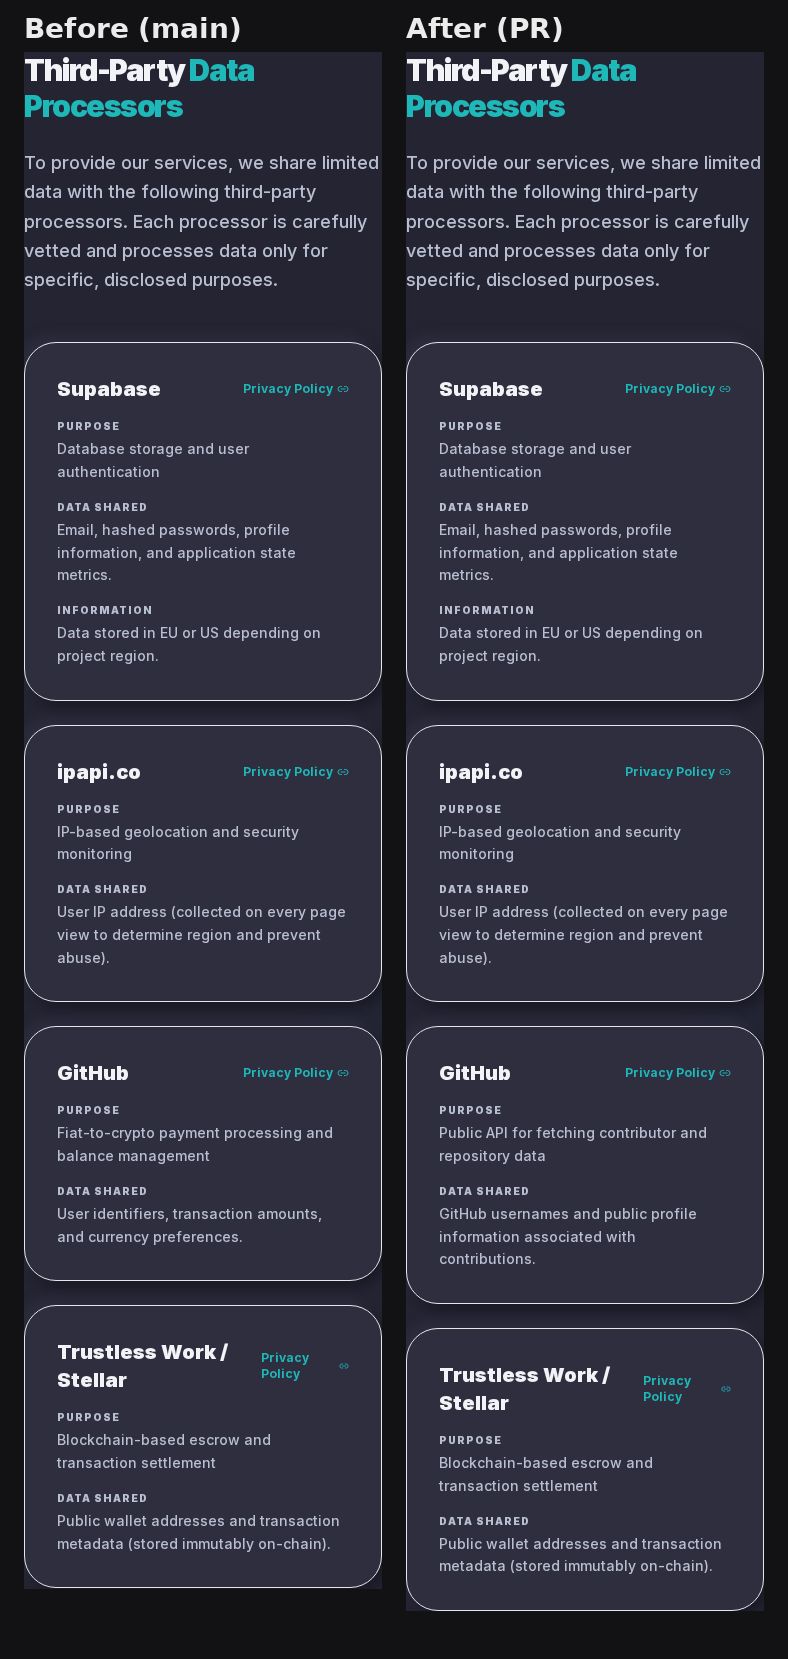 Before (main)
Third-Party Data
Processors
To provide our services, we share limited
data with the following third-party
processors. Each processor is carefully
vetted and processes data only for
specific, disclosed purposes.
Supabase
Privacy Policy
PURPOSE
Database storage and user
authentication
DATA SHARED
Email, hashed passwords, profile
information, and application state
metrics.
INFORMATION
Data stored in EU or US depending on
project region.
ipapi.co
Privacy Policy
PURPOSE
IP-based geolocation and security
monitoring
DATA SHARED
User IP address (collected on every page
view to determine region and prevent
abuse).
GitHub
Privacy Policy
PURPOSE
Fiat-to-crypto payment processing and
balance management
DATA SHARED
User identifiers, transaction amounts,
and currency preferences.
Trustless Work /
Stellar
Privacy
Policy
PURPOSE
Blockchain-based escrow and
transaction settlement
DATA SHARED
Public wallet addresses and transaction
metadata (stored immutably on-chain).
After (PR)
Third-Party Data
Processors
To provide our services, we share limited
data with the following third-party
processors. Each processor is carefully
vetted and processes data only for
specific, disclosed purposes.
Supabase
Privacy Policy
PURPOSE
Database storage and user
authentication
DATA SHARED
Email, hashed passwords, profile
information, and application state
metrics.
INFORMATION
Data stored in EU or US depending on
project region.
ipapi.co
Privacy Policy
PURPOSE
IP-based geolocation and security
monitoring
DATA SHARED
User IP address (collected on every page
view to determine region and prevent
abuse).
GitHub
Privacy Policy
PURPOSE
Public API for fetching contributor and
repository data
DATA SHARED
GitHub usernames and public profile
information associated with
contributions.
Trustless Work /
Stellar
Privacy
Policy
PURPOSE
Blockchain-based escrow and
transaction settlement
DATA SHARED
Public wallet addresses and transaction
metadata (stored immutably on-chain).